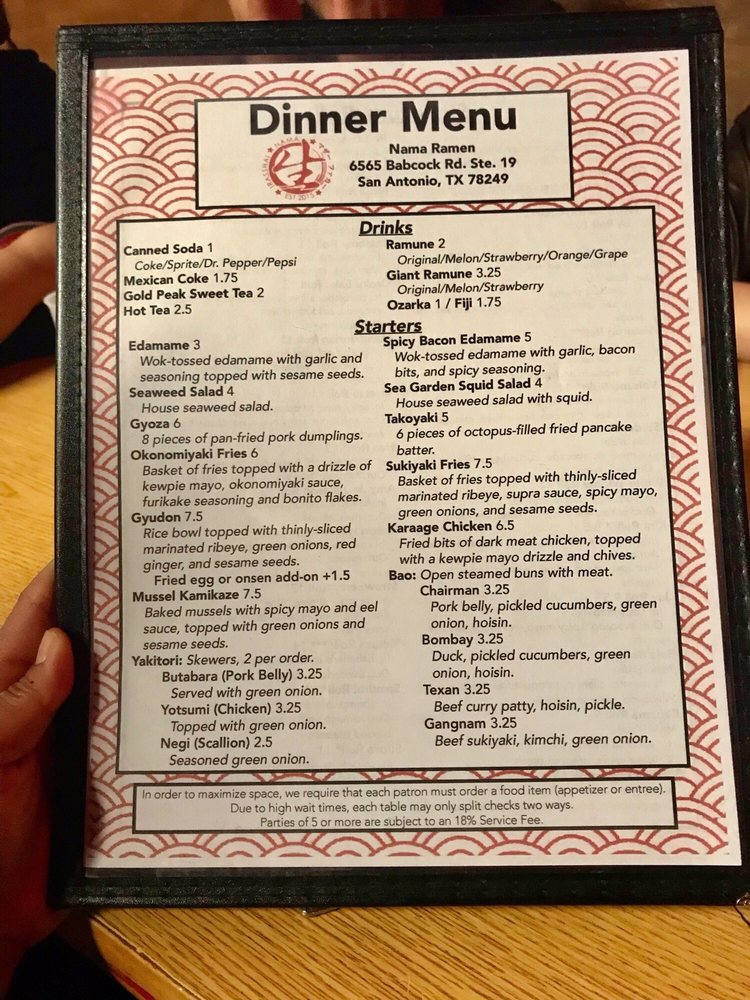 Dinner Menu
生
EST 2015
Nama Ramen
6565 Babcock Rd. Ste. 19
San Antonio, TX 78249
Drinks
Canned Soda 1
Coke/Sprite/Dr. Pepper/Pepsi
Mexican Coke 1.75
Gold Peak Sweet Tea 2
Hot Tea 2.5
Ramune 2
Original/Melon/Strawberry/Orange/Grape
Giant Ramune 3.25
Original/Melon/Strawberry
Ozarka 1 / Fiji 1.75
Starters
Edamame 3
Wok-tossed edamame with garlic and
seasoning topped with sesame seeds.
Seaweed Salad 4
House seaweed salad.
Gyoza 6
8 pieces of pan-fried pork dumplings.
Okonomiyaki Fries 6
Basket of fries topped with a drizzle of
kewpie mayo, okonomiyaki sauce,
furikake seasoning and bonito flakes.
Gyudon 7.5
Rice bowl topped with thinly-sliced
marinated ribeye, green onions, red
ginger, and sesame seeds.
Fried egg or onsen add-on +1.5
Mussel Kamikaze 7.5
Baked mussels with spicy mayo and eel
sauce, topped with green onions and
sesame seeds.
Yakitori: Skewers, 2 per order.
Butabara (Pork Belly) 3.25
Served with green onion.
Yotsumi (Chicken) 3.25
Topped with green onion.
Negi (Scallion) 2.5
Seasoned green onion.
Spicy Bacon Edamame 5
Wok-tossed edamame with garlic, bacon
bits, and spicy seasoning.
Sea Garden Squid Salad 4
House seaweed salad with squid.
Takoyaki 5
6 pieces of octopus-filled fried pancake
batter.
Sukiyaki Fries 7.5
Basket of fries topped with thinly-sliced
marinated ribeye, supra sauce, spicy mayo,
green onions, and sesame seeds.
Karaage Chicken 6.5
Fried bits of dark meat chicken, topped
with a kewpie mayo drizzle and chives.
Bao: Open steamed buns with meat.
Chairman 3.25
Pork belly, pickled cucumbers, green
onion, hoisin.
Bombay 3.25
Duck, pickled cucumbers, green
onion, hoisin.
Texan 3.25
Beef curry patty, hoisin, pickle.
Gangnam 3.25
Beef sukiyaki, kimchi, green onion.
In order to maximize space, we require that each patron must order a food item (appetizer or entree).
Due to high wait times, each table may only split checks two ways.
Parties of 5 or more are subject to an 18% Service Fee.